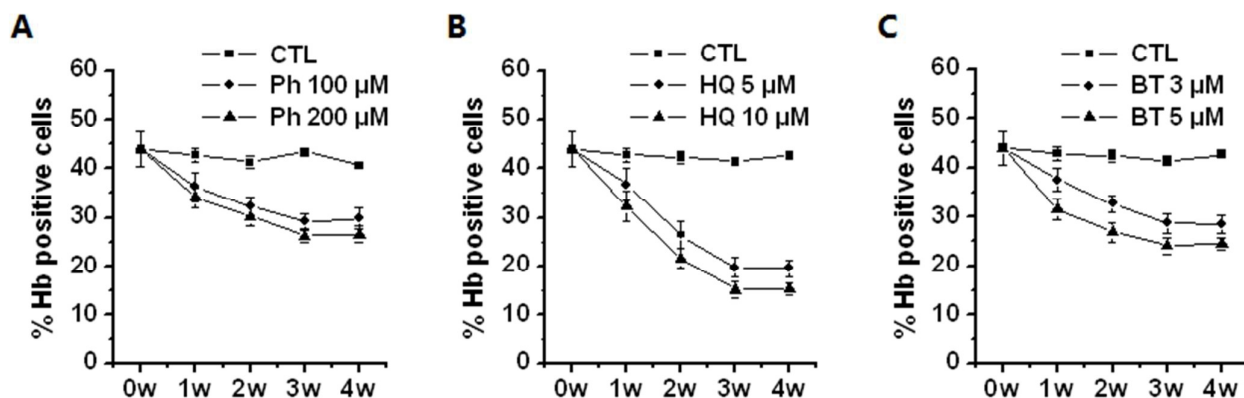 A
CTL
Ph 100 μM
Ph 200 μM
% Hb positive cells
60
50
40
30
20
10
0
0w 1w 2w 3w 4w
B
CTL
HQ 5 μM
HQ 10 μM
% Hb positive cells
60
50
40
30
20
10
0
0w 1w 2w 3w 4w
C
CTL
BT 3 μM
BT 5 μM
% Hb positive cells
60
50
40
30
20
10
0
0w 1w 2w 3w 4w